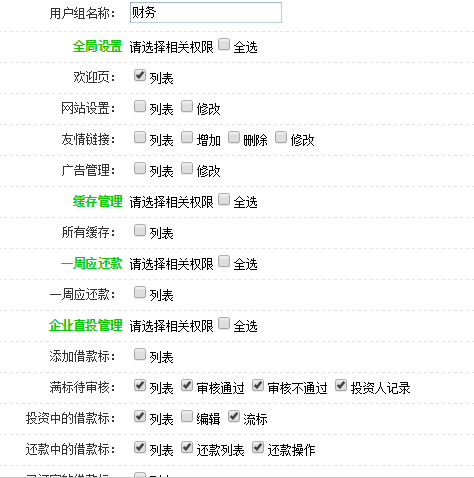 用户组名称： 财务
全局设置 请选择相关权限 全选
欢迎页： 列表
网站设置： 列表 修改
友情链接： 列表 增加 删除 修改
广告管理： 列表 修改
缓存管理 请选择相关权限 全选
所有缓存： 列表
一周应还款 请选择相关权限 全选
一周应还款： 列表
企业直投管理 请选择相关权限 全选
添加借款标： 列表
满标待审核： 列表 审核通过 审核不通过 投资人记录
投资中的借款标： 列表 编辑 流标
还款中的借款标： 列表 还款列表 还款操作